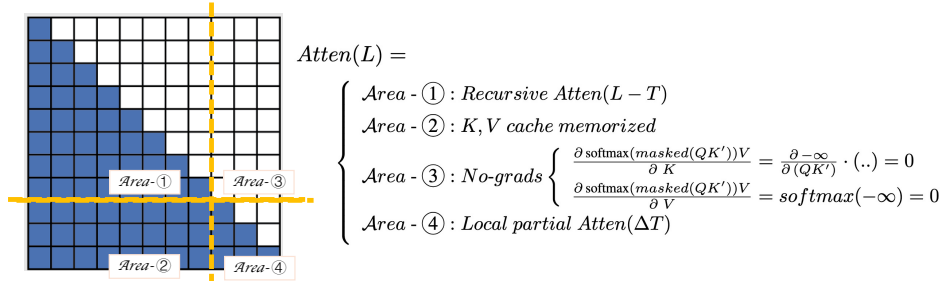 Atten(L) =
Area - ① : Recursive Atten(L − T)
Area - ② : K, V cache memorized
Area - ③ : No-grads { ∂ softmax(masked(QK′))V / ∂ K = ∂ −∞ / ∂ (QK′) · (..) = 0
∂ softmax(masked(QK′))V / ∂ V = softmax(−∞) = 0
Area - ④ : Local partial Atten(ΔT)
Area-①
Area-③
Area-②
Area-④